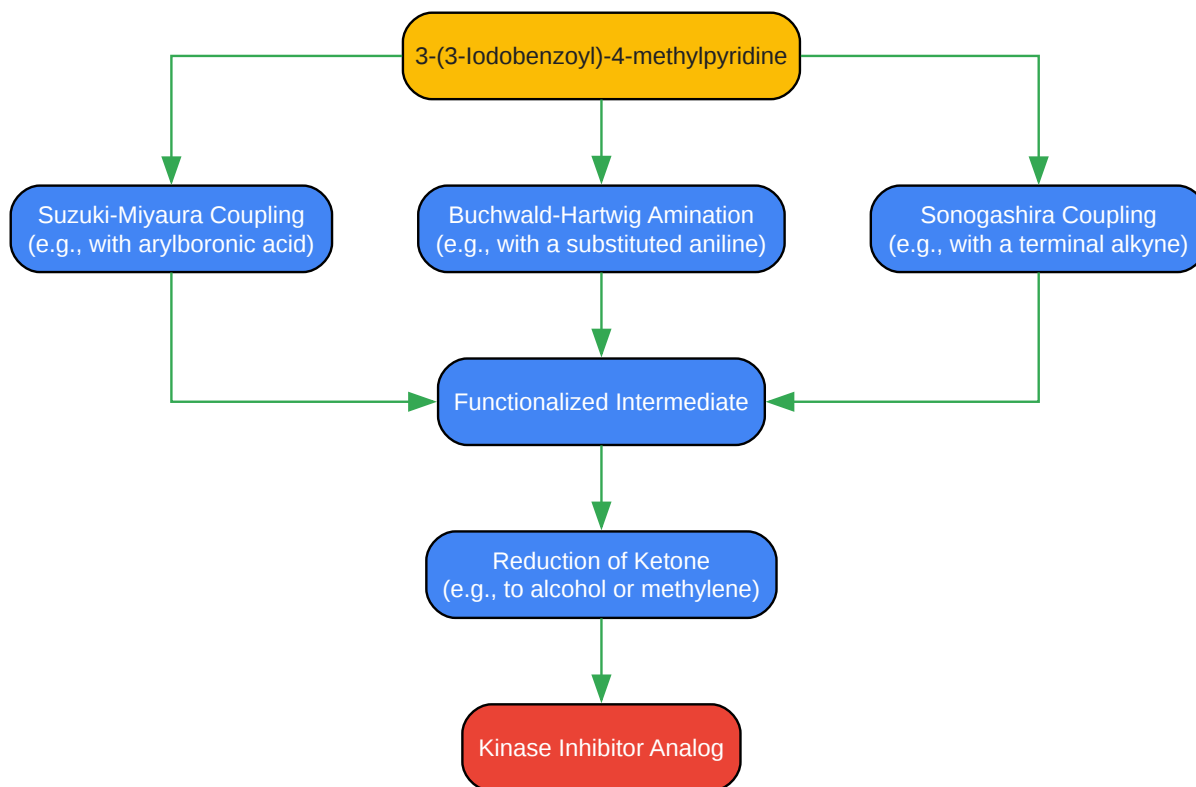 3-(3-Iodobenzoyl)-4-methylpyridine
Suzuki-Miyaura Coupling
(e.g., with arylboronic acid)
Buchwald-Hartwig Amination
(e.g., with a substituted aniline)
Sonogashira Coupling
(e.g., with a terminal alkyne)
Functionalized Intermediate
Reduction of Ketone
(e.g., to alcohol or methylene)
Kinase Inhibitor Analog